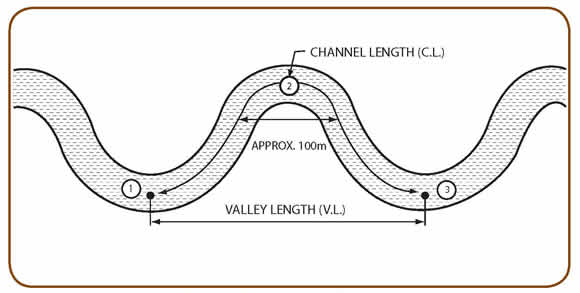 CHANNEL LENGTH (C.L.)
2
APPROX. 100m
1
3
VALLEY LENGTH (V.L.)